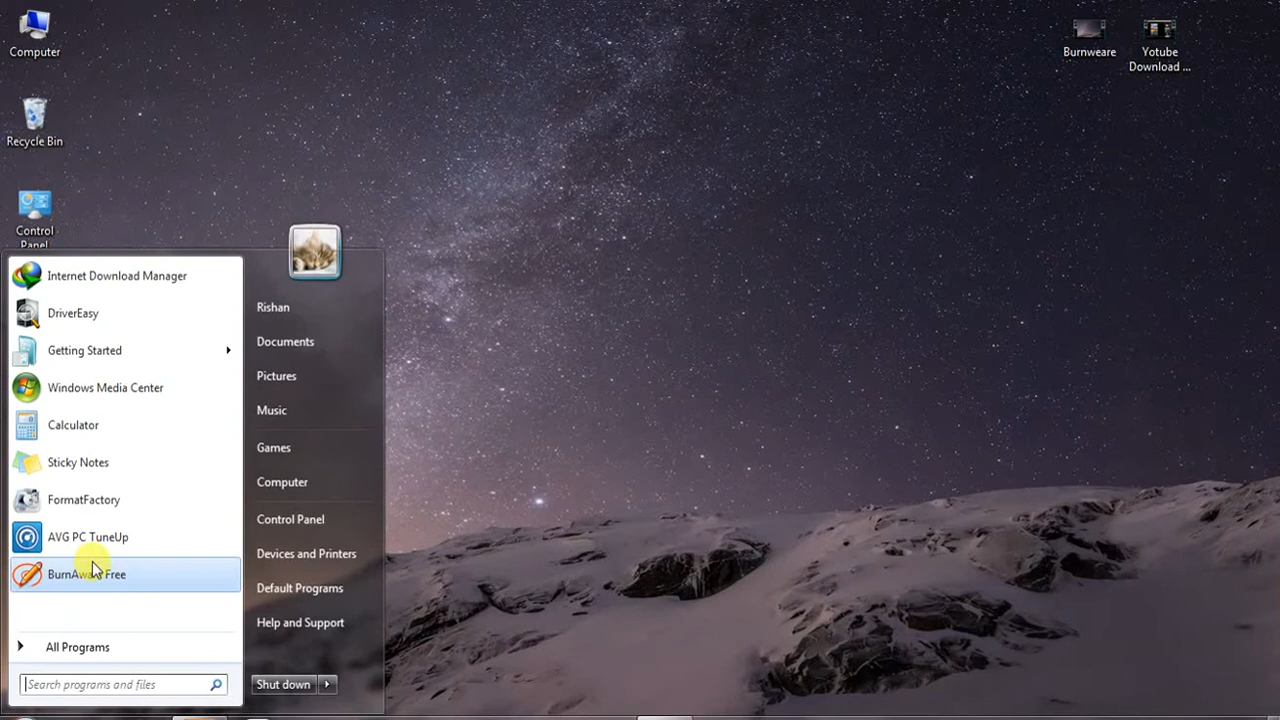 Computer
Recycle Bin
Control
Panel
Burnweare
Yotube
Download ...
Internet Download Manager
DriverEasy
Getting Started
Windows Media Center
Calculator
Sticky Notes
FormatFactory
AVG PC TuneUp
BurnAware Free
All Programs
Search programs and files
Rishan
Documents
Pictures
Music
Games
Computer
Control Panel
Devices and Printers
Default Programs
Help and Support
Shut down